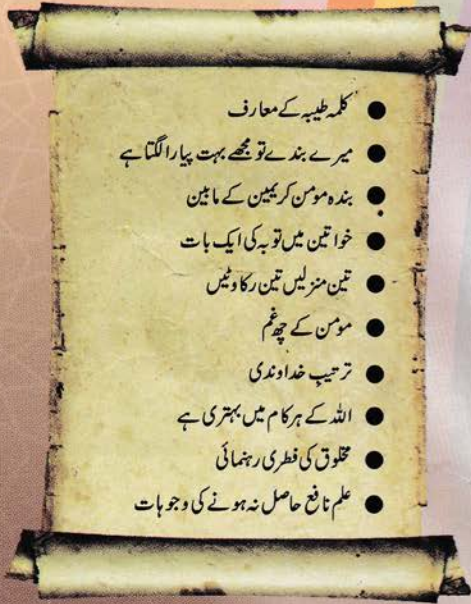 ● کلمہ طیبہ کے معارف
● میرے بندے تو مجھے بہت پیارا لگتا ہے
● بندہ مومن کریمین کے مابین
● خواتین میں توبہ کی ایک بات
● تین منزلیں تین رکاوٹیں
● مومن کے چھ غم
● ترتیبِ خداوندی
● اللہ کے ہر کام میں بہتری ہے
● مخلوق کی فطری رہنمائی
● علم نافع حاصل نہ ہونے کی وجوہات